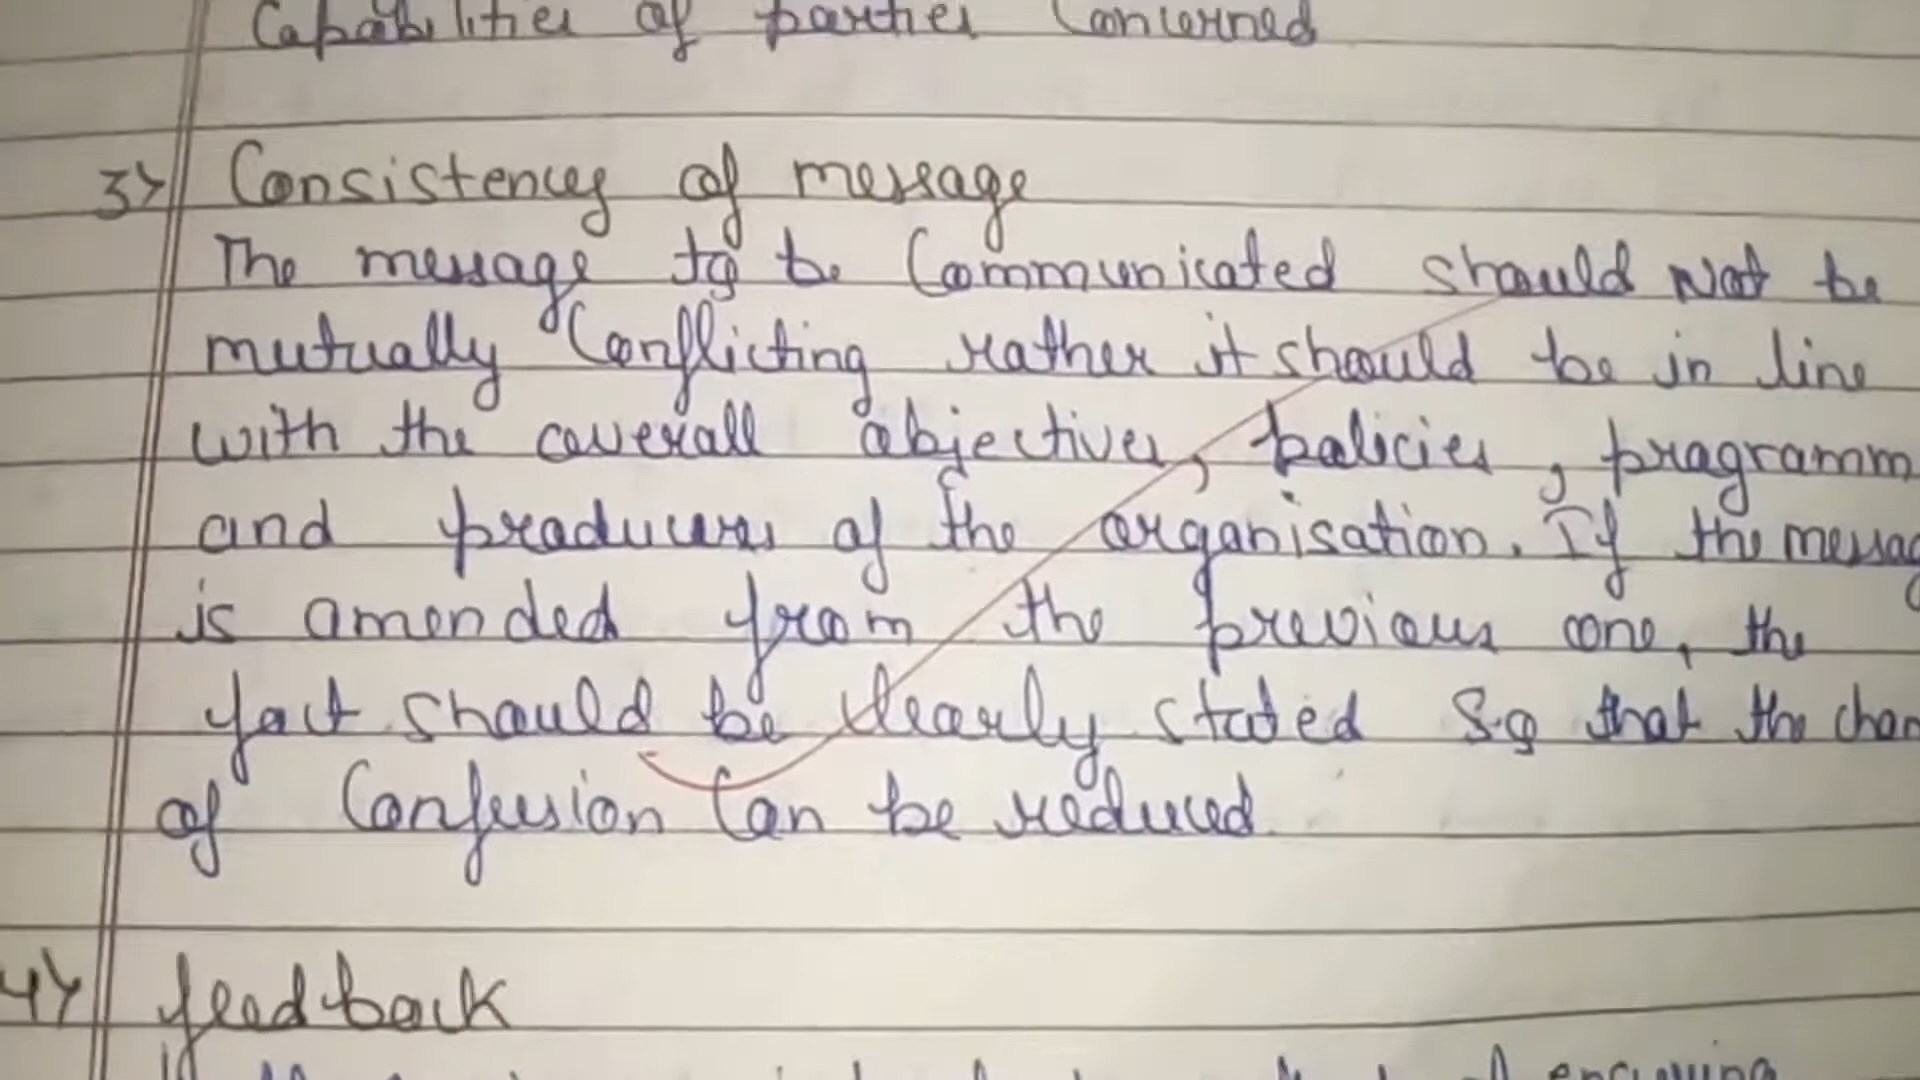 Capabilities of parties Concerned
3) Consistency of message
The message to be Communicated should Not be
mutually Conflicting rather it should be in line
with the overall objectives, policies, programm
and producures of the organisation. If the messag
is amended from the previous one, the
fact should be clearly stated so that the chan
of Confusion Can be reduced
4) feedback
of ensuring